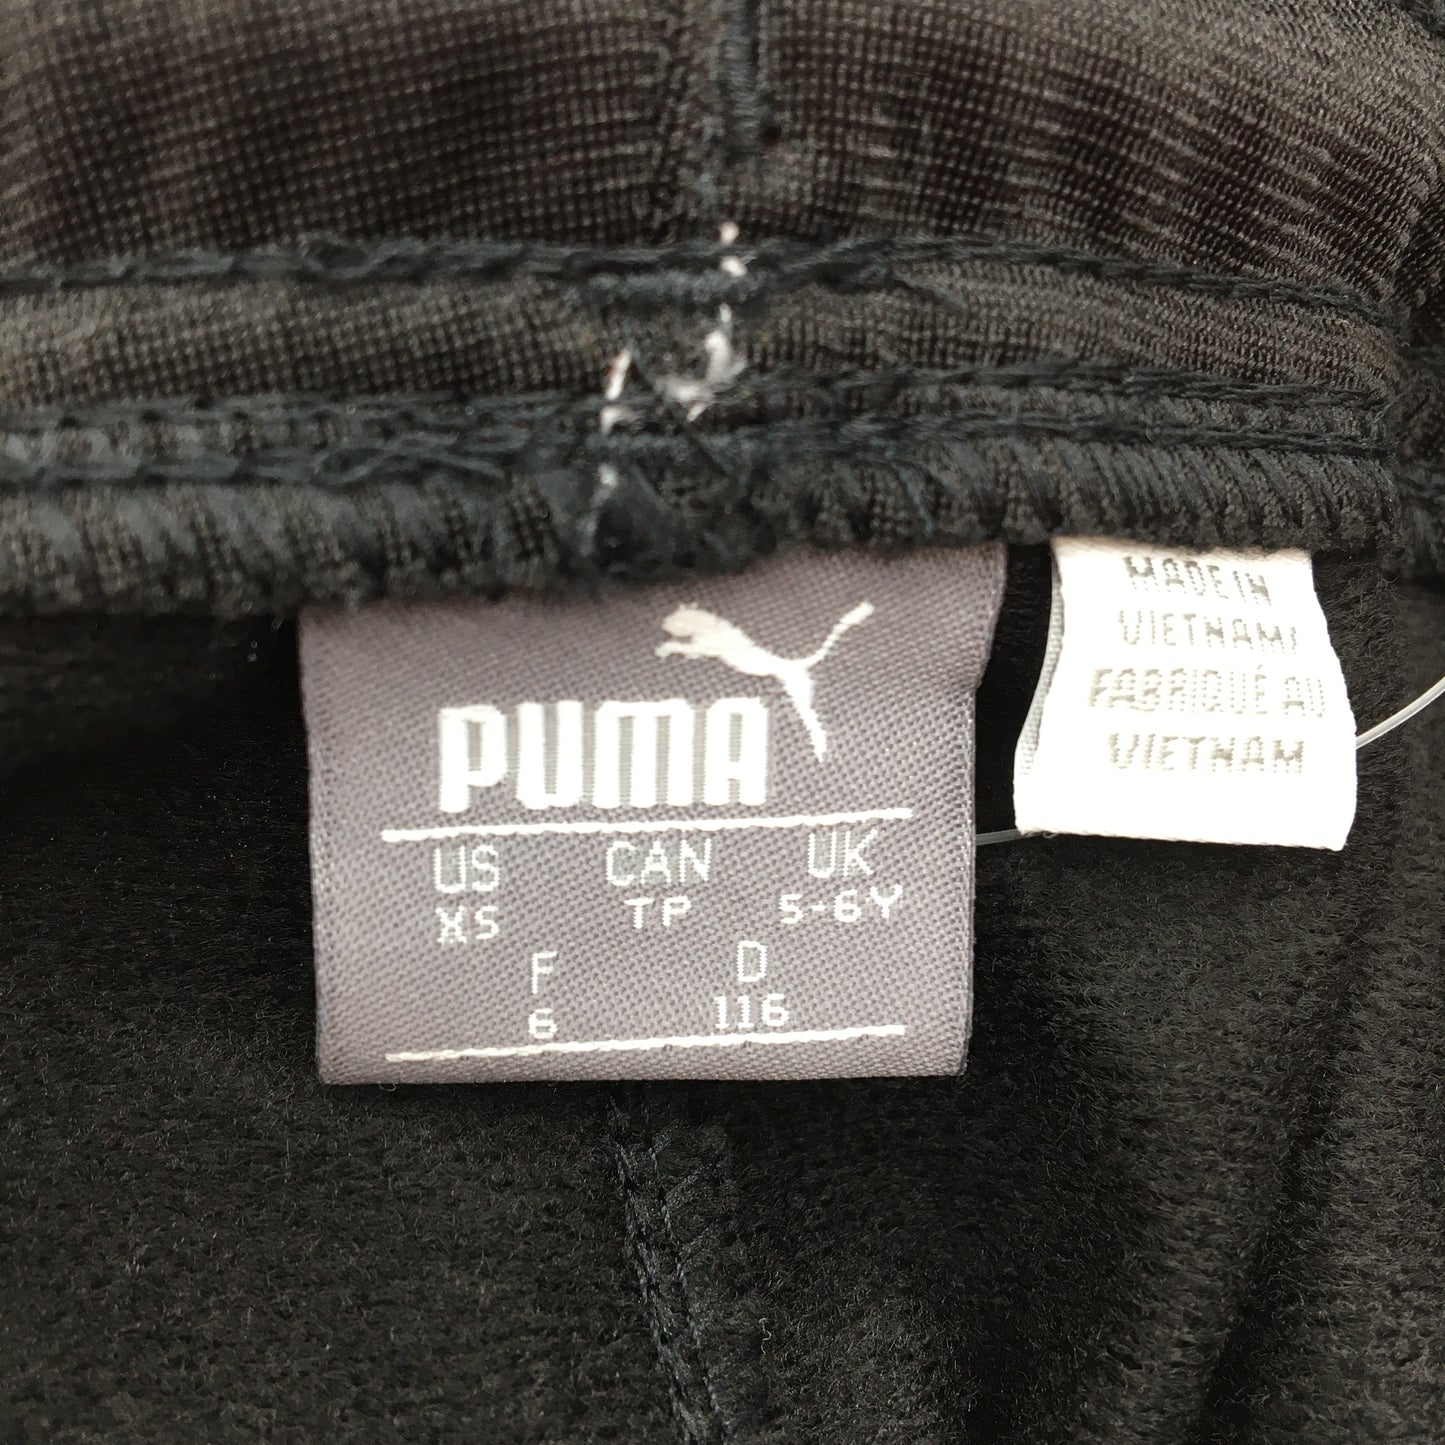 PUMA
US CAN UK
XS TP 5-6Y
F D
6 116
MADE IN
VIETNAM/
FABRIQUÉ AU
VIETNAM